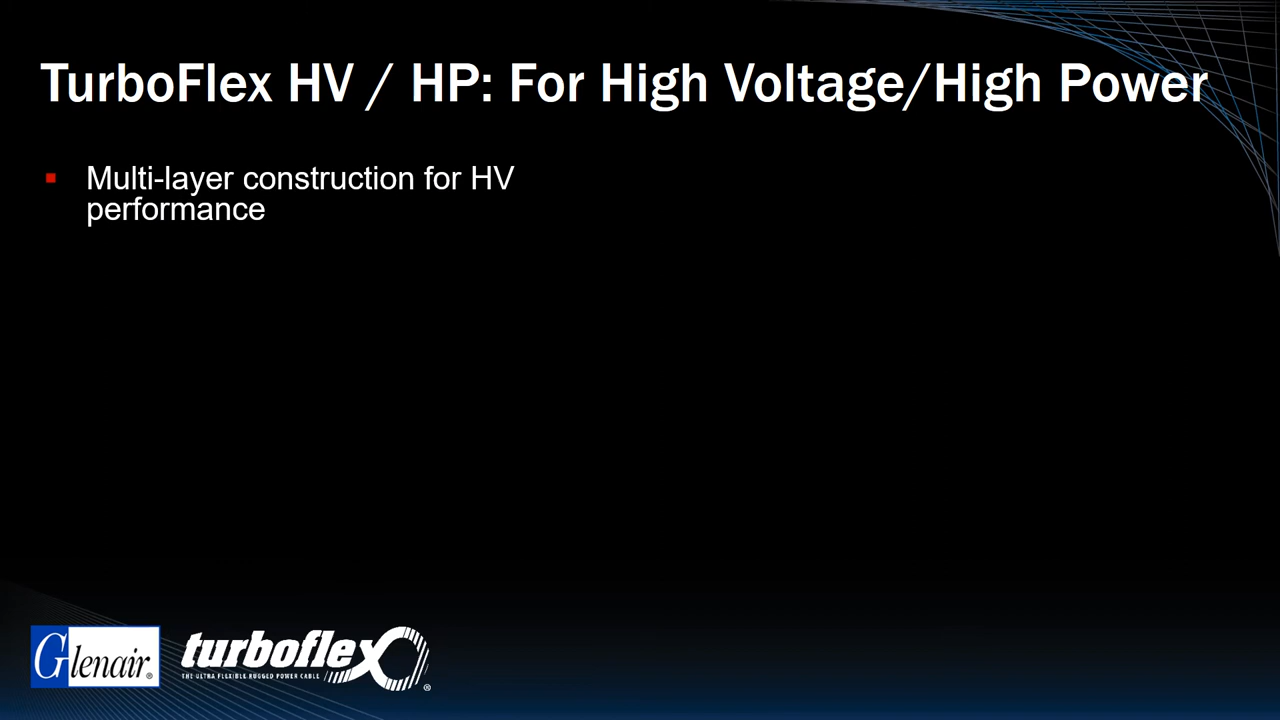 TurboFlex HV / HP: For High Voltage/High Power
Multi-layer construction for HV
performance
Glenair®
turboflex®
THE ULTRA FLEXIBLE RUGGED POWER CABLE